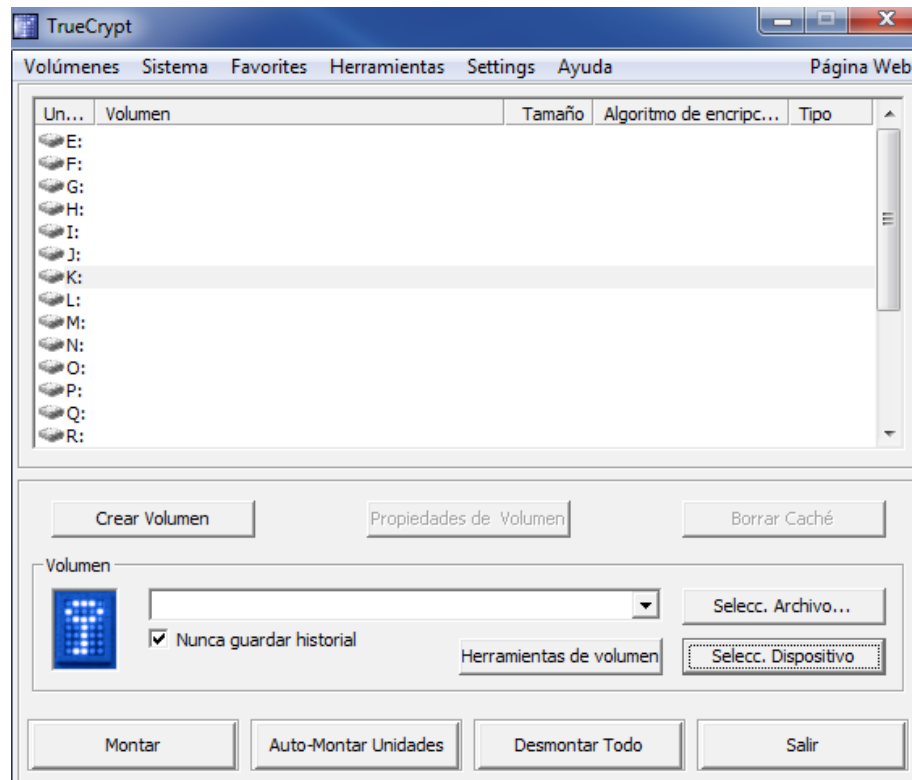 TrueCrypt
Volúmenes Sistema Favorites Herramientas Settings Ayuda Página Web
Un... Volumen Tamaño Algoritmo de encripc... Tipo
E:
F:
G:
H:
I:
J:
K:
L:
M:
N:
O:
P:
Q:
R:
Crear Volumen Propiedades de Volumen Borrar Caché
Volumen
Selecc. Archivo...
Nunca guardar historial
Herramientas de volumen Selecc. Dispositivo
Montar Auto-Montar Unidades Desmontar Todo Salir